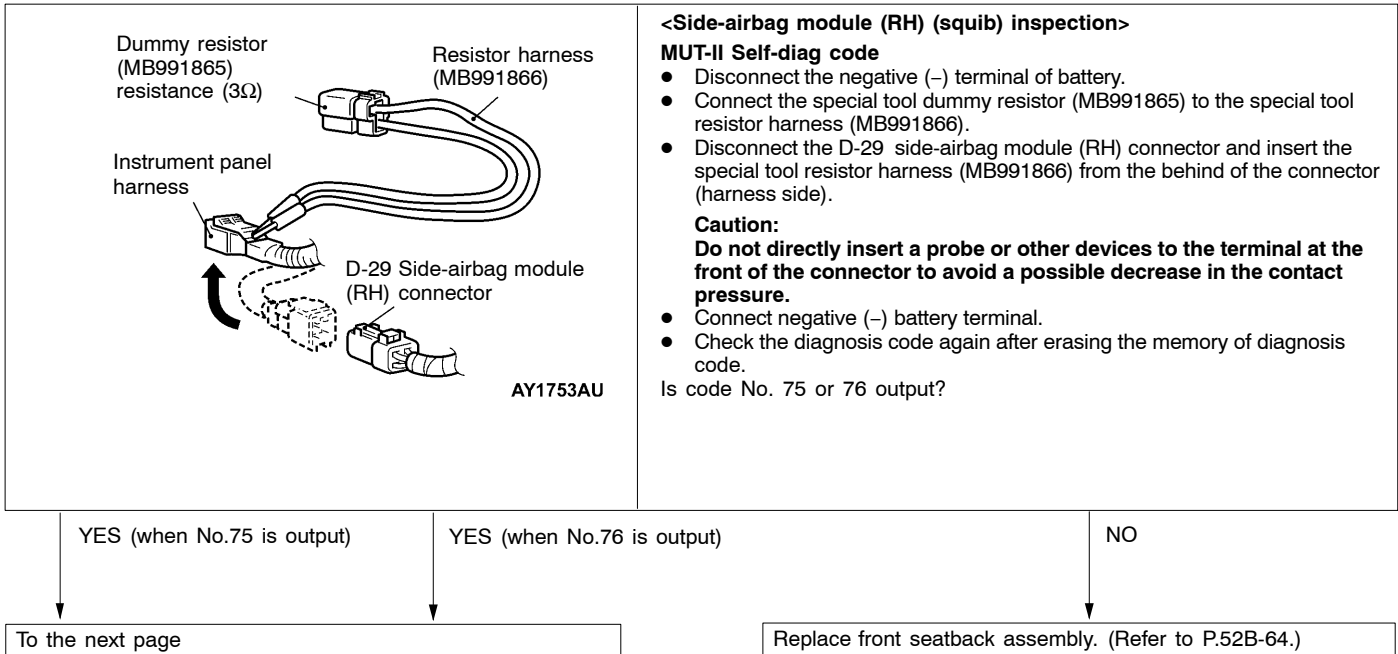 Dummy resistor
(MB991865)
resistance (3Ω)
Resistor harness
(MB991866)
Instrument panel
harness
D-29 Side-airbag module
(RH) connector
AY1753AU
<Side-airbag module (RH) (squib) inspection>
MUT-II Self-diag code
● Disconnect the negative (–) terminal of battery.
● Connect the special tool dummy resistor (MB991865) to the special tool
resistor harness (MB991866).
● Disconnect the D-29 side-airbag module (RH) connector and insert the
special tool resistor harness (MB991866) from the behind of the connector
(harness side).
Caution:
Do not directly insert a probe or other devices to the terminal at the
front of the connector to avoid a possible decrease in the contact
pressure.
● Connect negative (–) battery terminal.
● Check the diagnosis code again after erasing the memory of diagnosis
code.
Is code No. 75 or 76 output?
YES (when No.75 is output)
YES (when No.76 is output)
NO
To the next page
Replace front seatback assembly. (Refer to P.52B-64.)